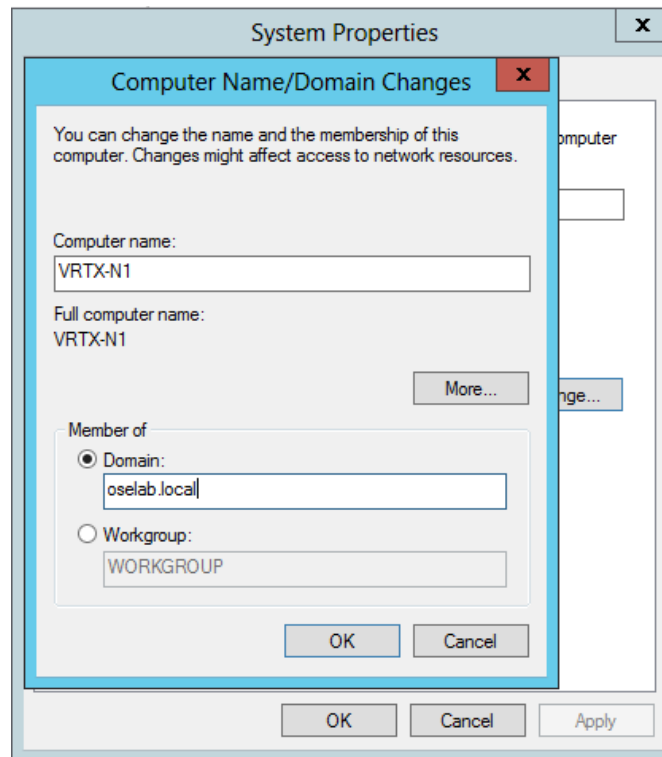 System Properties
x
Computer Name/Domain Changes
x
You can change the name and the membership of this
computer. Changes might affect access to network resources.
omputer
Computer name:
VRTX-N1
Full computer name:
VRTX-N1
More...
nge...
Member of
Domain:
oselab.local
Workgroup:
WORKGROUP
OK
Cancel
OK
Cancel
Apply